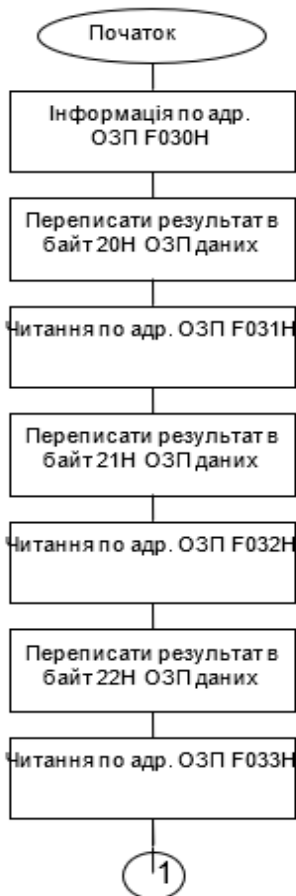 Початок
Інформація по адр.
ОЗП F030H
Переписати результат в
байт 20H ОЗП даних
Читання по адр. ОЗП F031H
Переписати результат в
байт 21H ОЗП даних
Читання по адр. ОЗП F032H
Переписати результат в
байт 22H ОЗП даних
Читання по адр. ОЗП F033H
1